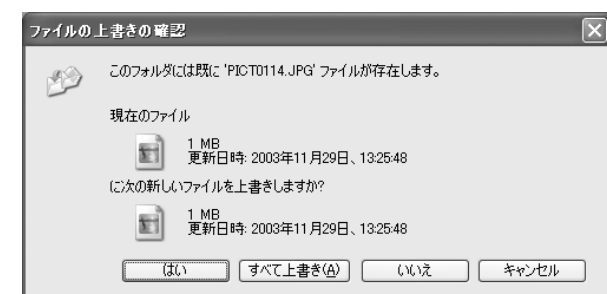 ファイルの上書きの確認
このフォルダには既に 'PICT0114.JPG' ファイルが存在します。
現在のファイル
1 MB
更新日時: 2003年11月29日、13:25:48
に次の新しいファイルを上書きしますか?
1 MB
更新日時: 2003年11月29日、13:25:48
はい
すべて上書き(A)
いいえ
キャンセル